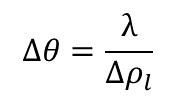 Δθ = λ / Δρ_l